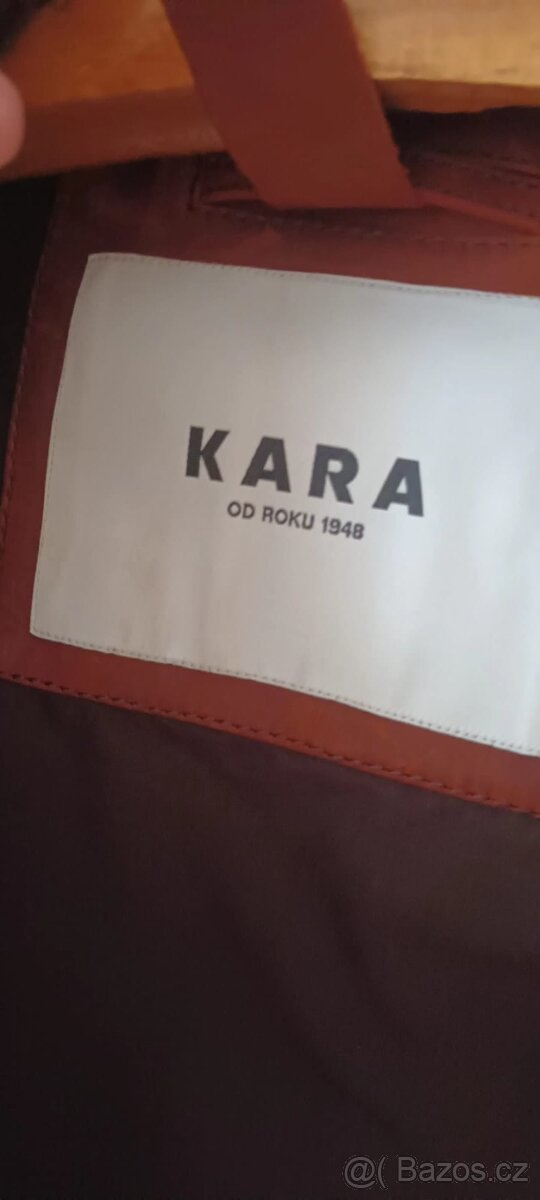 KARA
OD ROKU 1948
@( Bazos.cz